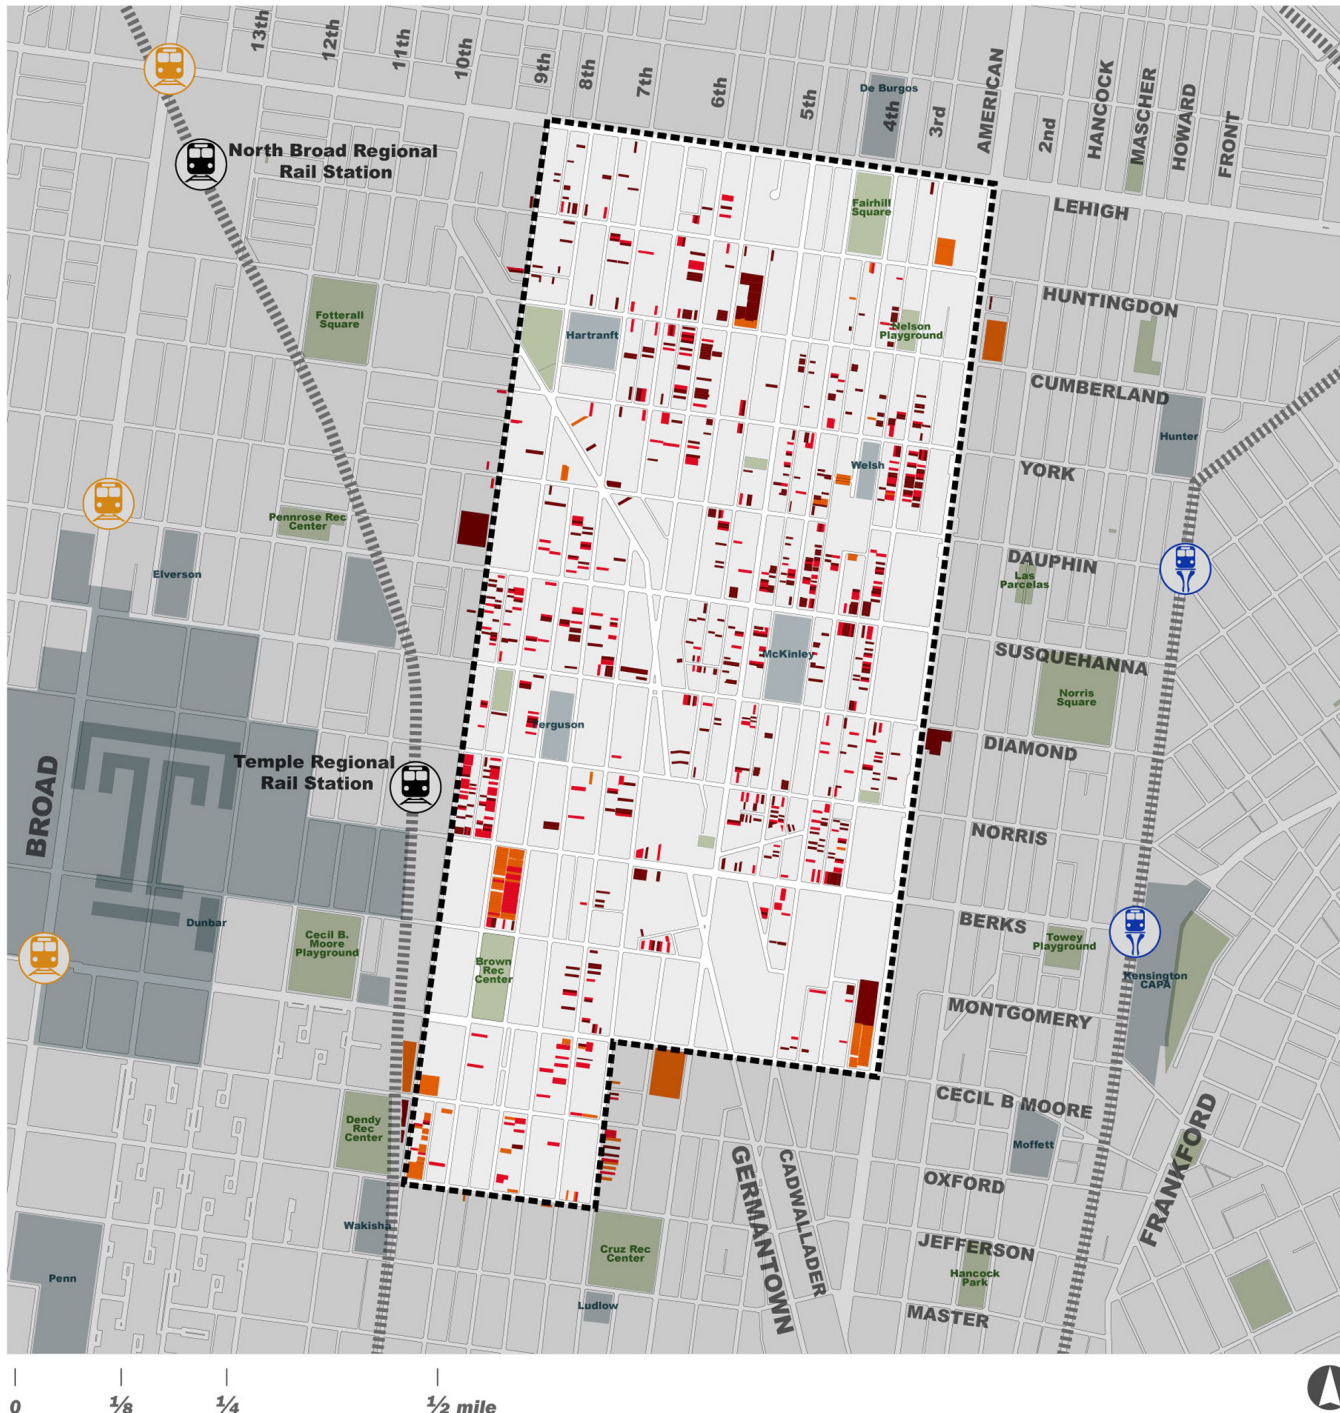 13th
12th
11th
10th
9th
8th
7th
6th
5th
4th
3rd
AMERICAN
2nd
HANCOCK
MASCHER
HOWARD
FRONT
De Burgos
North Broad Regional
Rail Station
Fairhill
Square
LEHIGH
HUNTINGDON
Fotterall
Square
Hartranft
Nelson
Playground
CUMBERLAND
Hunter
Welsh
YORK
Pennrose Rec
Center
Elverson
DAUPHIN
Las
Parcelas
McKinley
SUSQUEHANNA
Norris
Square
Ferguson
DIAMOND
Temple Regional
Rail Station
BROAD
NORRIS
Dunbar
Cecil B.
Moore
Playground
BERKS
Towey
Playground
Brown
Rec
Center
Kensington
CAPA
MONTGOMERY
CECIL B MOORE
Dendy
Rec
Center
Moffett
FRANKFORD
GERMANTOWN
CADWALLADER
OXFORD
Wakisha
Cruz Rec
Center
JEFFERSON
Hancock
Park
Penn
Ludlow
MASTER
0
⅛
¼
½ mile